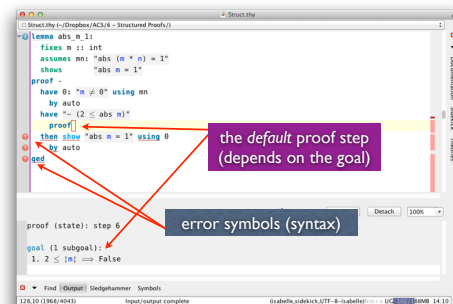 Struct.thy
Struct.thy (~/Dropbox/ACS/6 - Structured Proofs/)
lemma abs_m_1:
fixes m :: int
assumes mn: "abs (m * n) = 1"
shows "abs m = 1"
proof -
have 0: "m ≠ 0" using mn
by auto
have "¬ (2 ≤ abs m)"
proof
then show "abs m = 1" using 0
by auto
qed
the default proof step
(depends on the goal)
error symbols (syntax)
Detach
100%
proof (state): step 6
goal (1 subgoal):
1. 2 ≤ ¦m¦ ⟹ False
Find Output Sledgehammer Symbols
128,10 (1968/4043) Input/output complete (isabelle,sidekick,UTF-8-Isabelle) 14:10